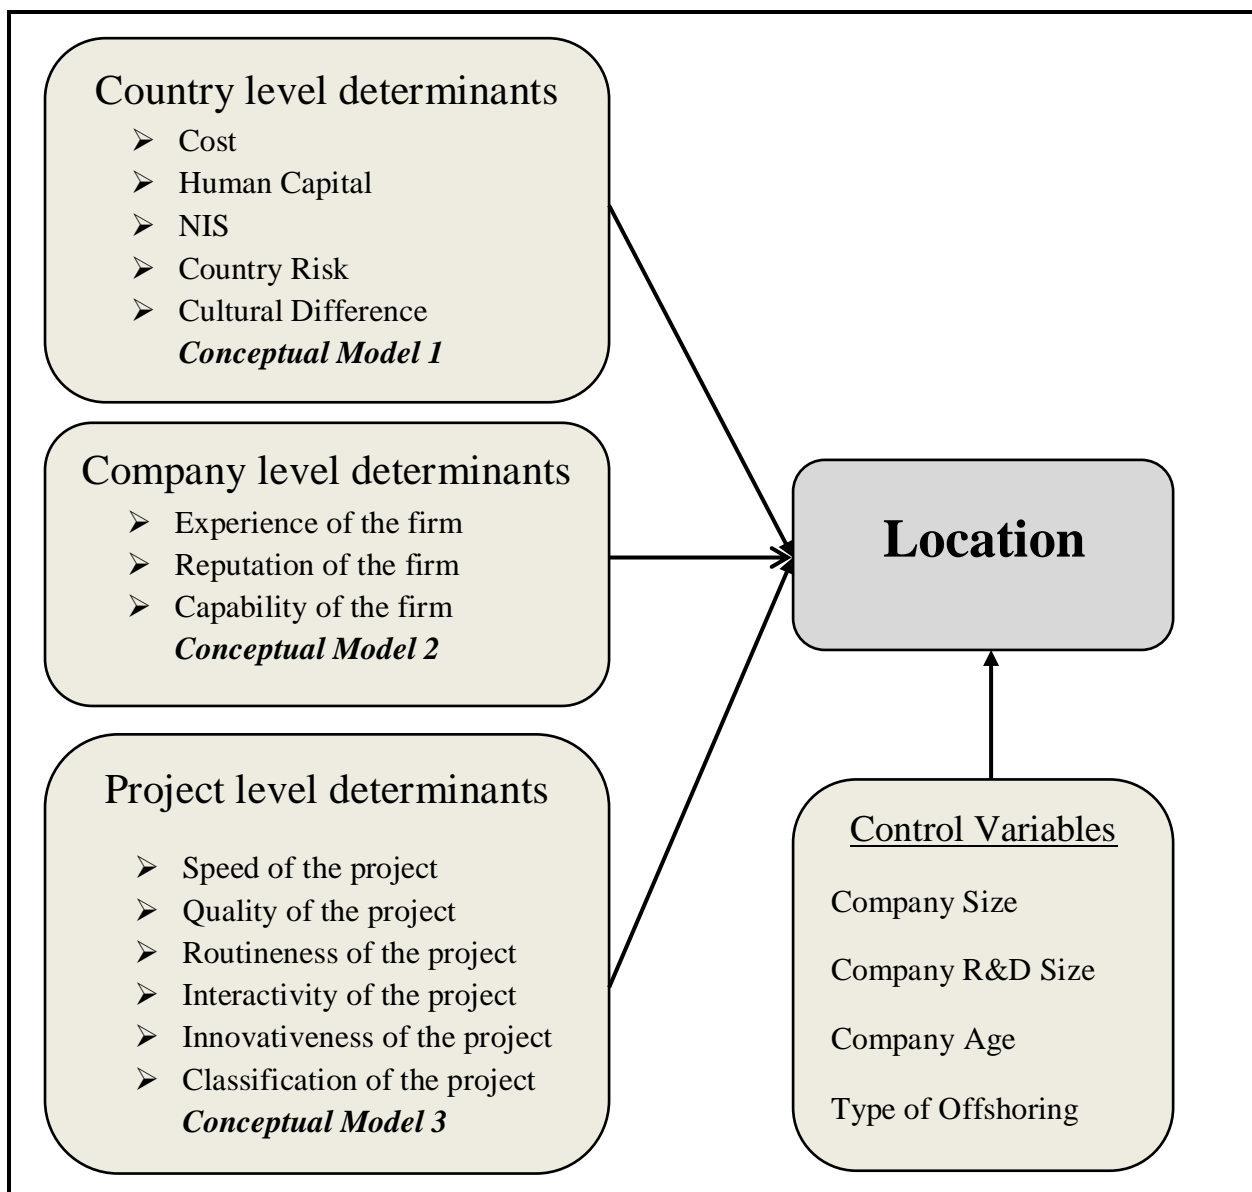 Country level determinants
➢ Cost
➢ Human Capital
➢ NIS
➢ Country Risk
➢ Cultural Difference
Conceptual Model 1
Company level determinants
➢ Experience of the firm
➢ Reputation of the firm
➢ Capability of the firm
Conceptual Model 2
Project level determinants
➢ Speed of the project
➢ Quality of the project
➢ Routineness of the project
➢ Interactivity of the project
➢ Innovativeness of the project
➢ Classification of the project
Conceptual Model 3
Location
Control Variables
Company Size
Company R&D Size
Company Age
Type of Offshoring